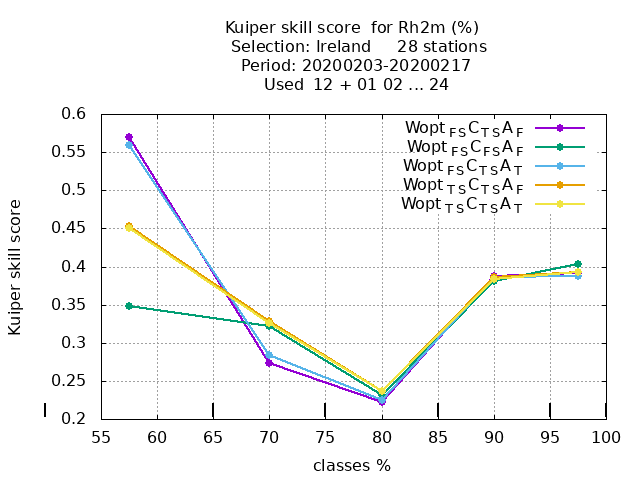 Kuiper skill score  for Rh2m (%)
Selection: Ireland     28 stations
Period: 20200203-20200217
Used  12 + 01 02 ... 24
Wopt FS C TS A F
Wopt FS C FS A F
Wopt FS C TS A T
Wopt TS C TS A F
Wopt TS C TS A T
0.6
0.55
0.5
0.45
0.4
0.35
0.3
0.25
0.2
Kuiper skill score
55 60 65 70 75 80 85 90 95 100
classes %